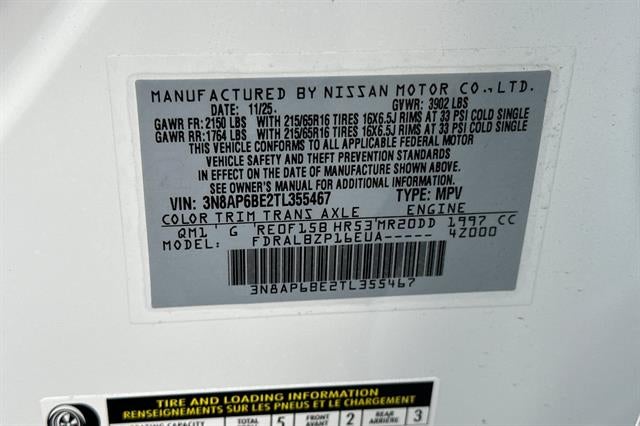 MANUFACTURED BY NISSAN MOTOR CO., LTD.
DATE: 11/25. GVWR: 3902 LBS
GAWR FR: 2150 LBS WITH 215/65R16 TIRES 16X6.5J RIMS AT 33 PSI COLD SINGLE
GAWR RR: 1764 LBS WITH 215/65R16 TIRES 16X6.5J RIMS AT 33 PSI COLD SINGLE
THIS VEHICLE CONFORMS TO ALL APPLICABLE FEDERAL MOTOR
VEHICLE SAFETY AND THEFT PREVENTION STANDARDS
IN EFFECT ON THE DATE OF MANUFACTURE SHOWN ABOVE.
SEE OWNER'S MANUAL FOR ADDITIONAL INFORMATION
VIN: 3N8AP6BE2TL355467 TYPE: MPV
COLOR TRIM TRANS AXLE ENGINE
QM1 G RE0F15B HR53 MR20DD 1997 CC
MODEL: FDRALBZP16EUA----- 4Z000
3N8AP6BE2TL355467
TIRE AND LOADING INFORMATION
RENSEIGNEMENTS SUR LES PNEUS ET LE CHARGEMENT
SEATING CAPACITY TOTAL 5 FRONT AVANT 2 REAR ARRIÈRE 3